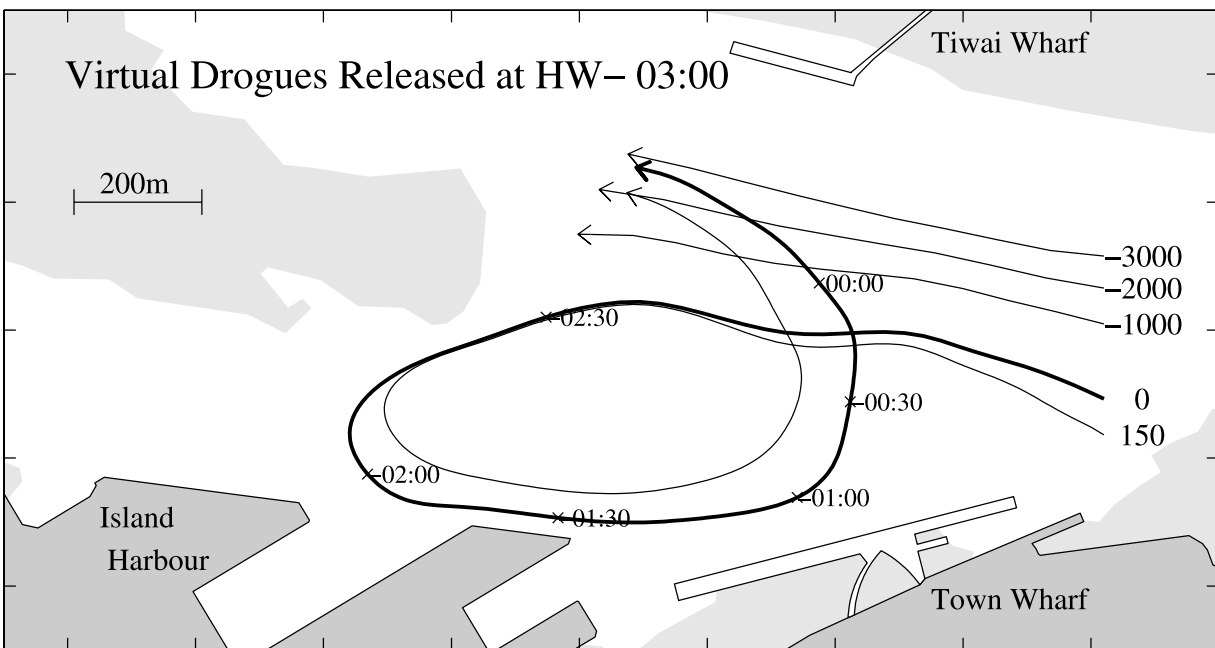 Tiwai Wharf
Virtual Drogues Released at HW– 03:00
200m
–3000
–2000
00:00
–1000
–02:30
0
–00:30
150
–02:00
–01:00
–01:30
Island
Harbour
Town Wharf